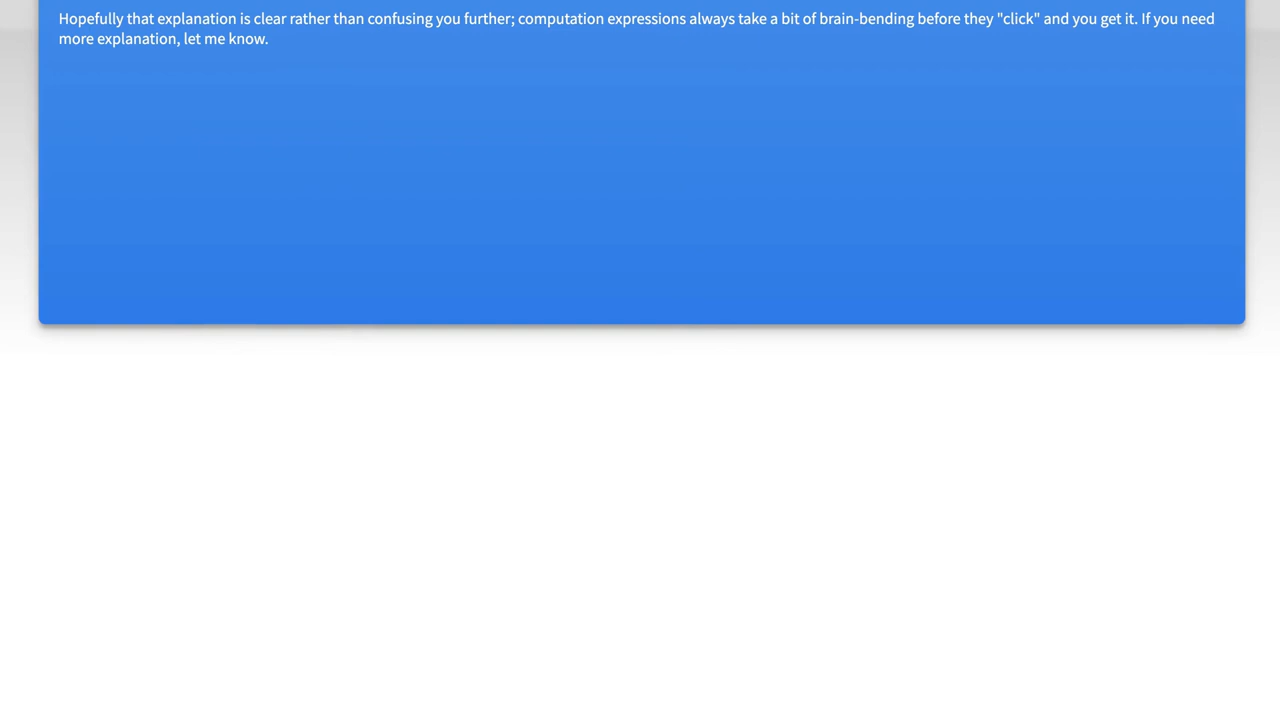 Hopefully that explanation is clear rather than confusing you further; computation expressions always take a bit of brain-bending before they "click" and you get it. If you need
more explanation, let me know.